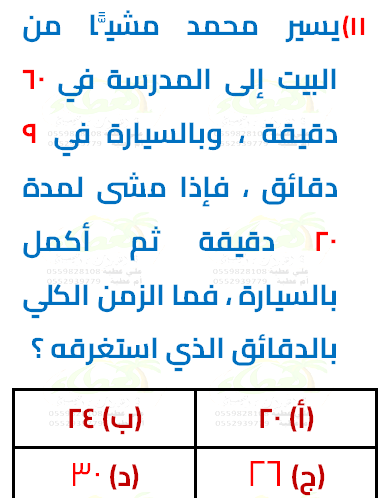 ١١) يسير محمد مشيًّا من
البيت إلى المدرسة في ٦٠
دقيقة ، وبالسيارة في ٩
دقائق ، فإذا مشى لمدة
٢٠ دقيقة ثم أكمل
بالسيارة ، فما الزمن الكلي
بالدقائق الذي استغرقه ؟
(أ) ٢٠ (ب) ٢٤
(ج) ٢٦ (د) ٣٠